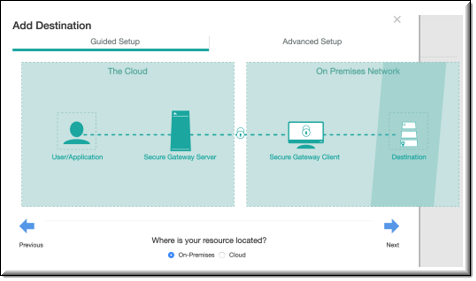 Add Destination
Guided Setup
Advanced Setup
The Cloud
On Premises Network
User/Application
Secure Gateway Server
Secure Gateway Client
Destination
Previous
Where is your resource located?
On-Premises
Cloud
Next